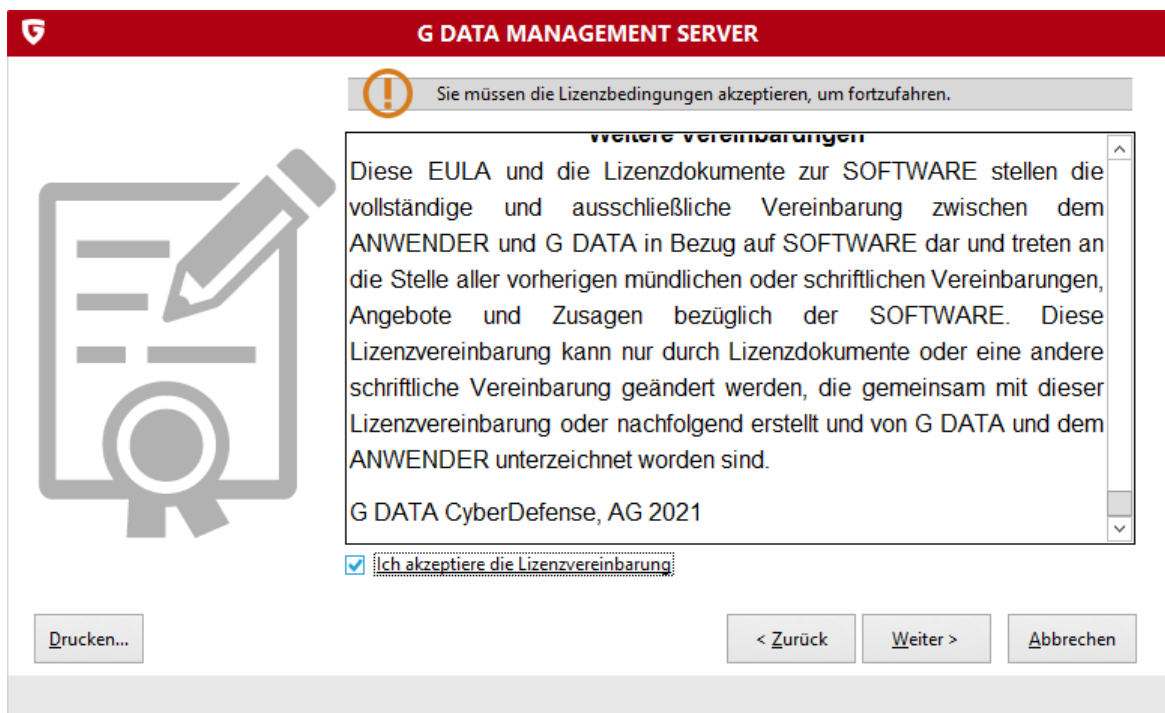 G DATA MANAGEMENT SERVER
Sie müssen die Lizenzbedingungen akzeptieren, um fortzufahren.
Weitere Vereinbarungen
Diese EULA und die Lizenzdokumente zur SOFTWARE stellen die
vollständige und ausschließliche Vereinbarung zwischen dem
ANWENDER und G DATA in Bezug auf SOFTWARE dar und treten an
die Stelle aller vorherigen mündlichen oder schriftlichen Vereinbarungen,
Angebote und Zusagen bezüglich der SOFTWARE. Diese
Lizenzvereinbarung kann nur durch Lizenzdokumente oder eine andere
schriftliche Vereinbarung geändert werden, die gemeinsam mit dieser
Lizenzvereinbarung oder nachfolgend erstellt und von G DATA und dem
ANWENDER unterzeichnet worden sind.
G DATA CyberDefense, AG 2021
Ich akzeptiere die Lizenzvereinbarung
Drucken...
< Zurück
Weiter >
Abbrechen